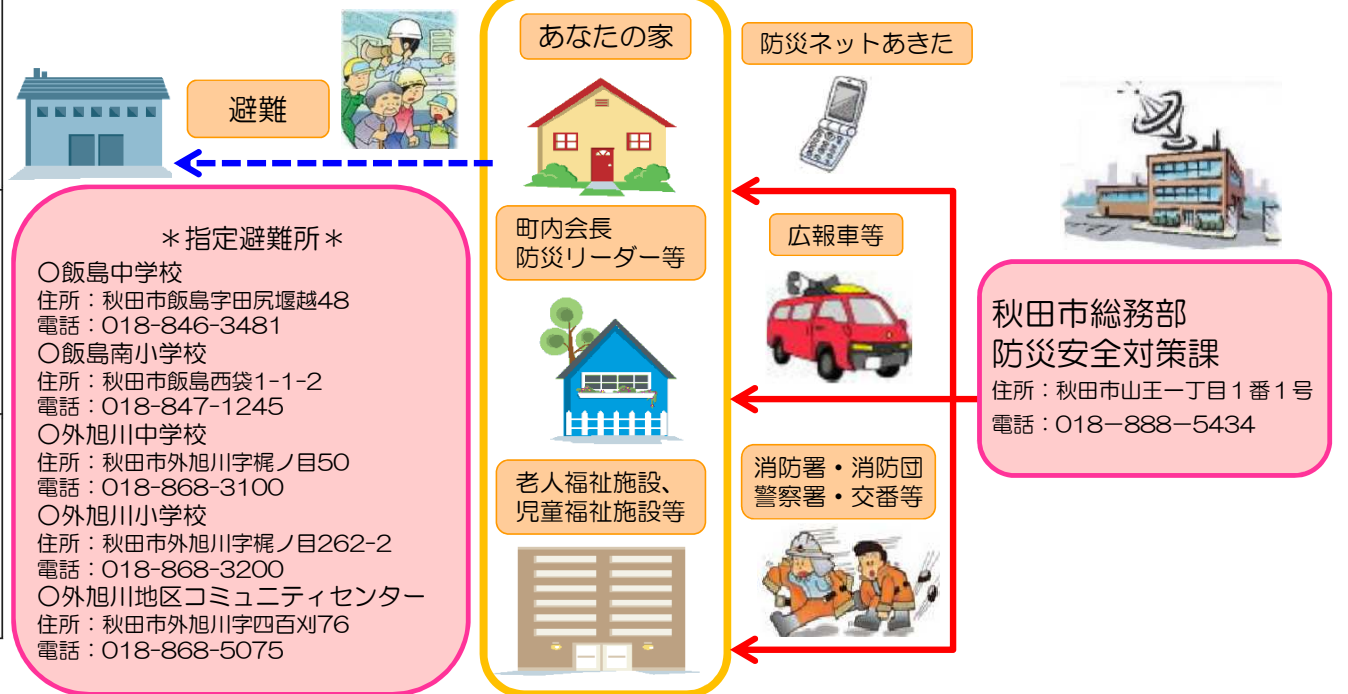 避難
＊指定避難所＊
〇飯島中学校
住所：秋田市飯島字田尻堰越48
電話：018-846-3481
〇飯島南小学校
住所：秋田市飯島西袋1-1-2
電話：018-847-1245
〇外旭川中学校
住所：秋田市外旭川字梶ノ目50
電話：018-868-3100
〇外旭川小学校
住所：秋田市外旭川字梶ノ目262-2
電話：018-868-3200
〇外旭川地区コミュニティセンター
住所：秋田市外旭川字四百刈76
電話：018-868-5075
あなたの家
町内会長
防災リーダー等
老人福祉施設、
児童福祉施設等
防災ネットあきた
広報車等
消防署・消防団
警察署・交番等
秋田市総務部
防災安全対策課
住所：秋田市山王一丁目１番１号
電話：018－888－5434